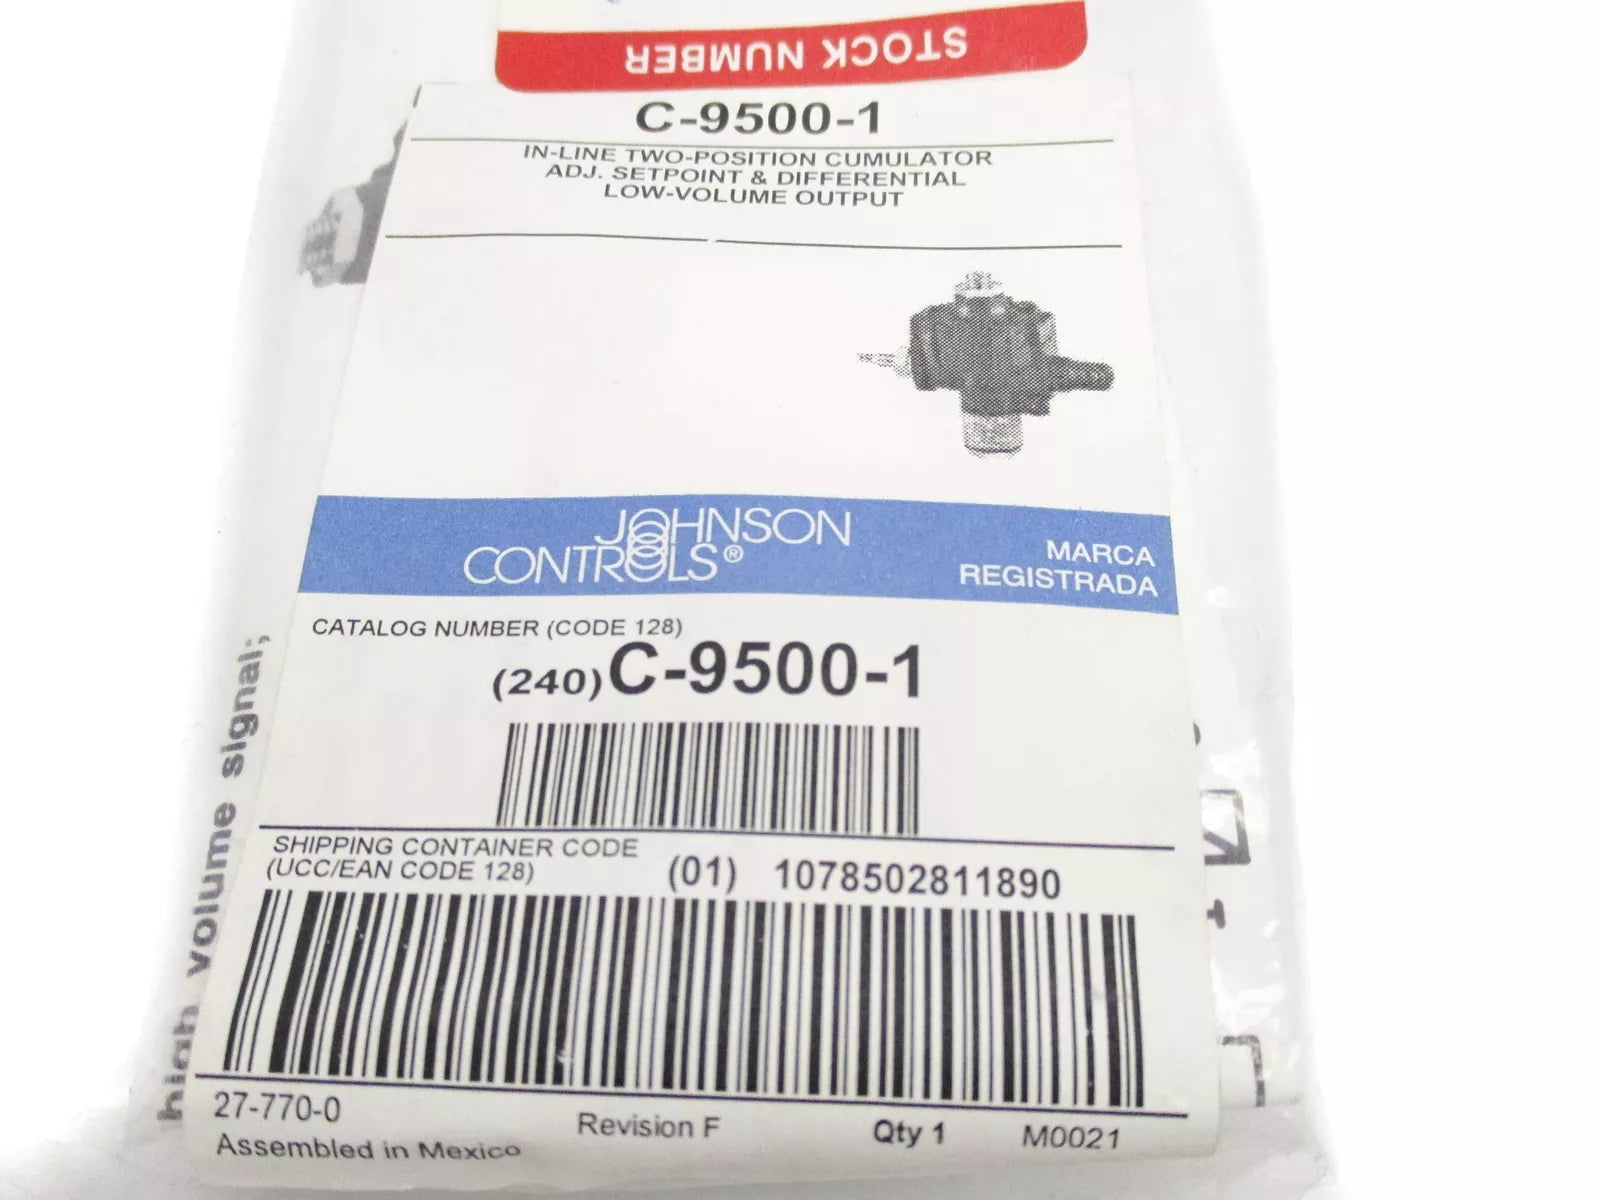 STOCK NUMBER
C-9500-1
IN-LINE TWO-POSITION CUMULATOR
ADJ. SETPOINT & DIFFERENTIAL
LOW-VOLUME OUTPUT
JOHNSON
CONTROLS®
MARCA
REGISTRADA
CATALOG NUMBER (CODE 128)
(240)C-9500-1
SHIPPING CONTAINER CODE
(UCC/EAN CODE 128)
(01) 1078502811890
27-770-0
Revision F
Qty 1
M0021
Assembled in Mexico
high volume signal;